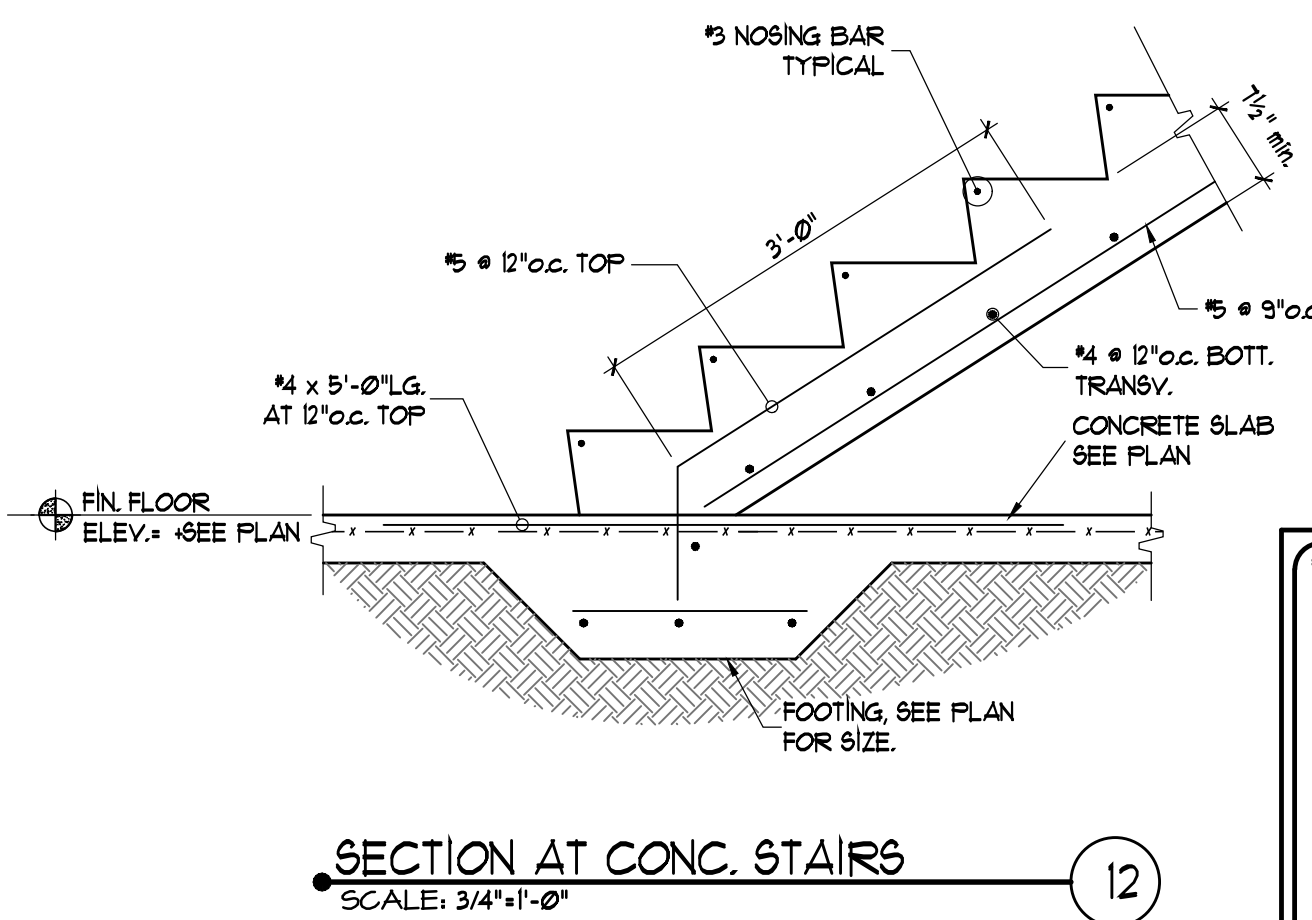 #3 NOSING BAR
TYPICAL
7½" min.
3'-0"
#5 @ 12"o.c. TOP
#5 @ 9"o.c
#4 @ 12"o.c. BOTT.
TRANSV.
#4 x 5'-0"LG.
AT 12"o.c. TOP
CONCRETE SLAB
SEE PLAN
FIN. FLOOR
ELEV.= +SEE PLAN
x x x x x x x x x x x x x x
FOOTING, SEE PLAN
FOR SIZE.
SECTION AT CONC. STAIRS
12
SCALE: 3/4"=1'-0"